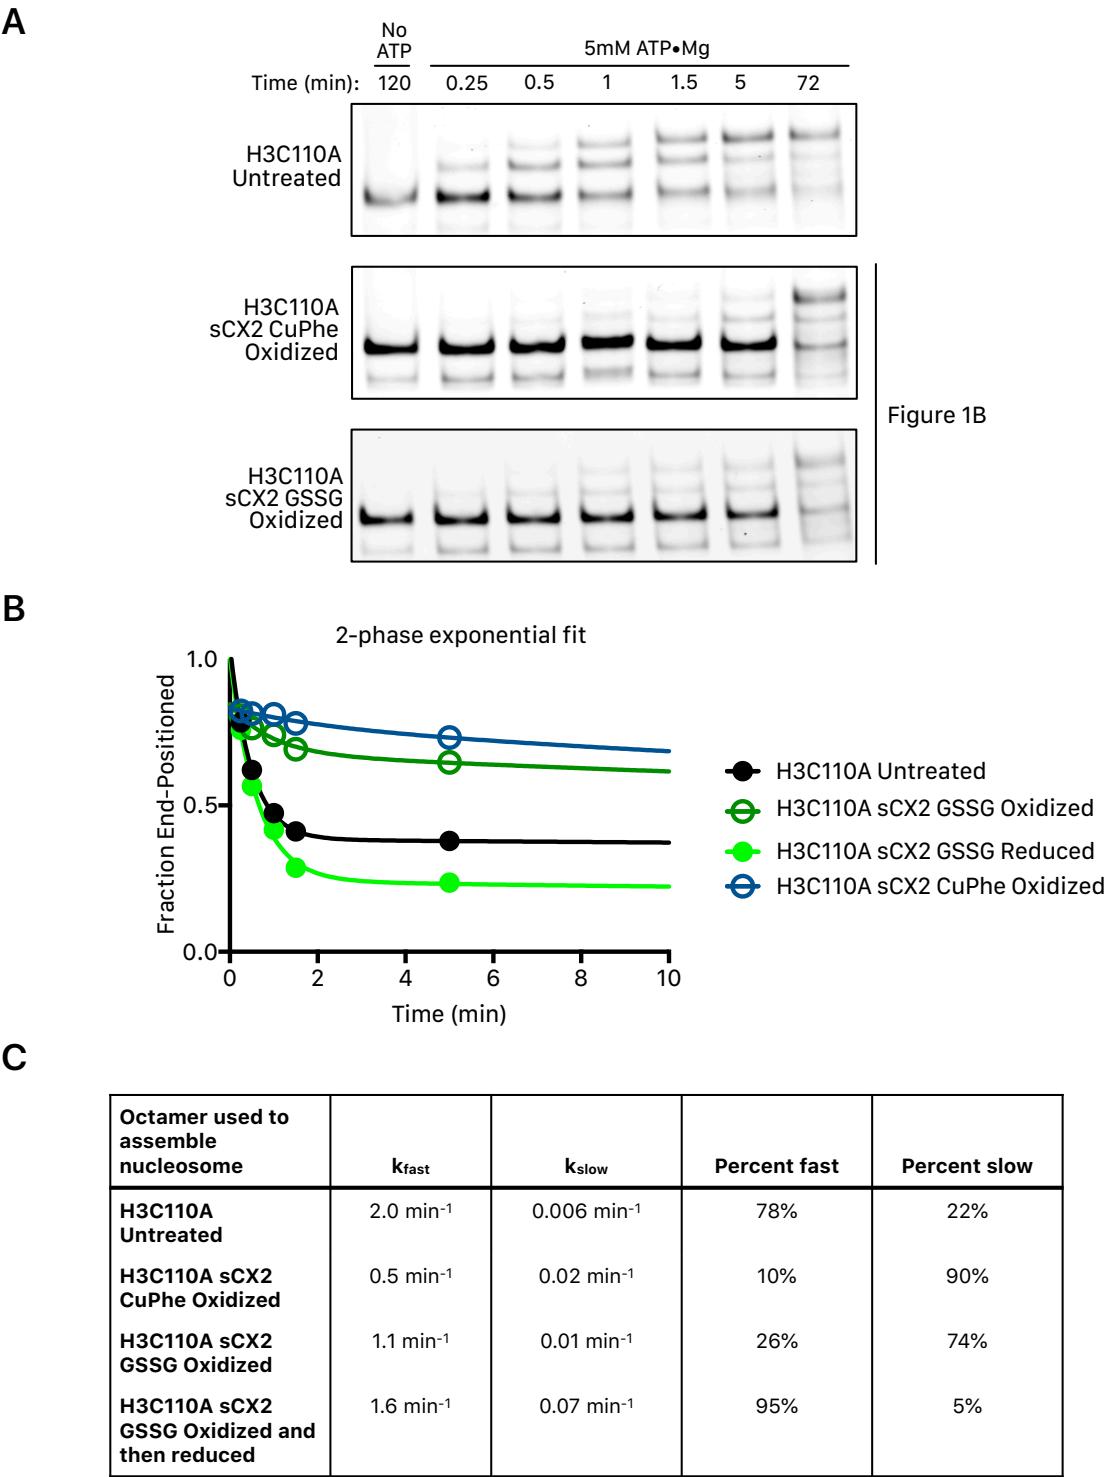 A
No
ATP
5mM ATP•Mg
Time (min): 120 0.25 0.5 1 1.5 5 72
H3C110A
Untreated
H3C110A
sCX2 CuPhe
Oxidized
Figure 1B
H3C110A
sCX2 GSSG
Oxidized
B
2-phase exponential fit
Fraction End-Positioned
1.0
0.5
0.0
0 2 4 6 8 10
Time (min)
H3C110A Untreated
H3C110A sCX2 GSSG Oxidized
H3C110A sCX2 GSSG Reduced
H3C110A sCX2 CuPhe Oxidized
C
Octamer used to
assemble
nucleosome kfast kslow Percent fast Percent slow
H3C110A 2.0 min-1 0.006 min-1 78% 22%
Untreated
H3C110A sCX2 0.5 min-1 0.02 min-1 10% 90%
CuPhe Oxidized
H3C110A sCX2 1.1 min-1 0.01 min-1 26% 74%
GSSG Oxidized
H3C110A sCX2 1.6 min-1 0.07 min-1 95% 5%
GSSG Oxidized and
then reduced